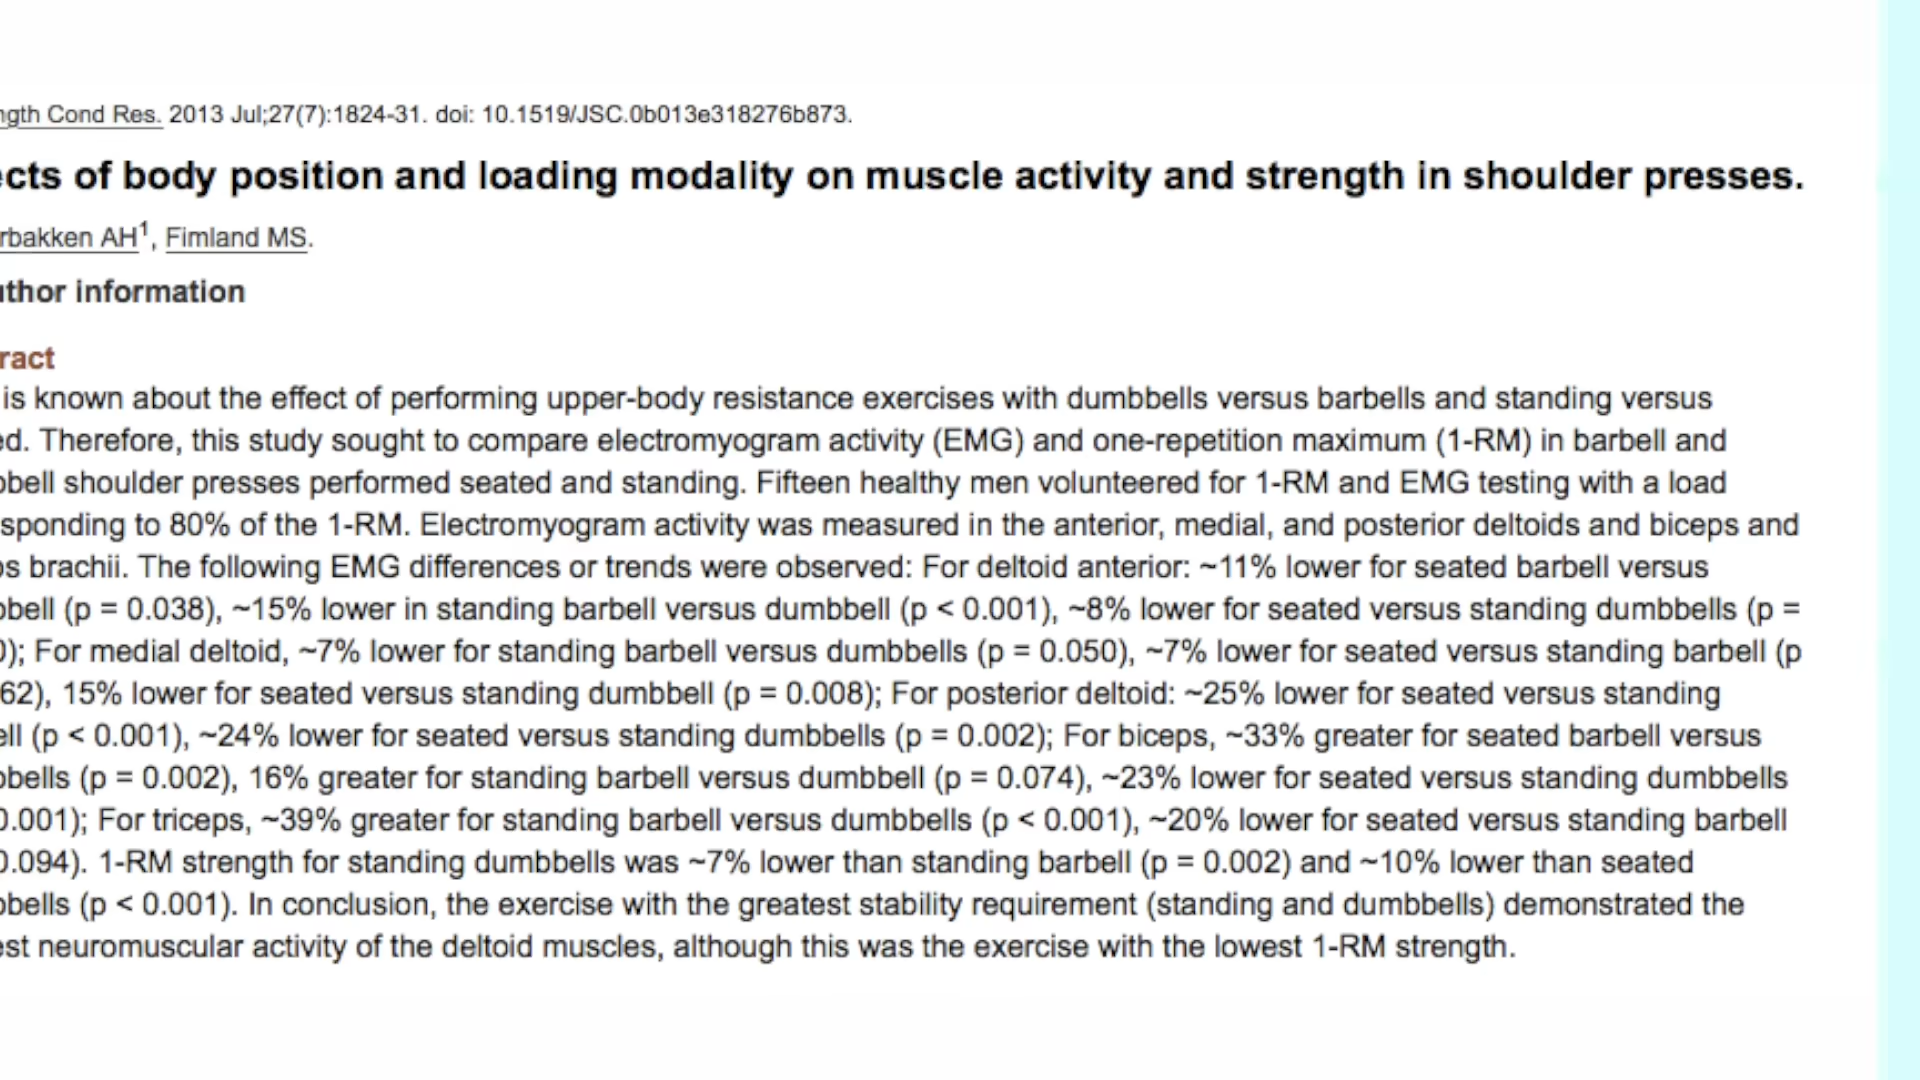 ngth Cond Res. 2013 Jul;27(7):1824-31. doi: 10.1519/JSC.0b013e318276b873.
ects of body position and loading modality on muscle activity and strength in shoulder presses.
rbakken AH1, Fimland MS.
uthor information
ract
is known about the effect of performing upper-body resistance exercises with dumbbells versus barbells and standing versus
ed. Therefore, this study sought to compare electromyogram activity (EMG) and one-repetition maximum (1-RM) in barbell and
bbell shoulder presses performed seated and standing. Fifteen healthy men volunteered for 1-RM and EMG testing with a load
sponding to 80% of the 1-RM. Electromyogram activity was measured in the anterior, medial, and posterior deltoids and biceps and
ps brachii. The following EMG differences or trends were observed: For deltoid anterior: ~11% lower for seated barbell versus
bbell (p = 0.038), ~15% lower in standing barbell versus dumbbell (p < 0.001), ~8% lower for seated versus standing dumbbells (p =
0); For medial deltoid, ~7% lower for standing barbell versus dumbbells (p = 0.050), ~7% lower for seated versus standing barbell (p
62), 15% lower for seated versus standing dumbbell (p = 0.008); For posterior deltoid: ~25% lower for seated versus standing
ell (p < 0.001), ~24% lower for seated versus standing dumbbells (p = 0.002); For biceps, ~33% greater for seated barbell versus
bbells (p = 0.002), 16% greater for standing barbell versus dumbbell (p = 0.074), ~23% lower for seated versus standing dumbbells
0.001); For triceps, ~39% greater for standing barbell versus dumbbells (p < 0.001), ~20% lower for seated versus standing barbell
0.094). 1-RM strength for standing dumbbells was ~7% lower than standing barbell (p = 0.002) and ~10% lower than seated
bbells (p < 0.001). In conclusion, the exercise with the greatest stability requirement (standing and dumbbells) demonstrated the
est neuromuscular activity of the deltoid muscles, although this was the exercise with the lowest 1-RM strength.